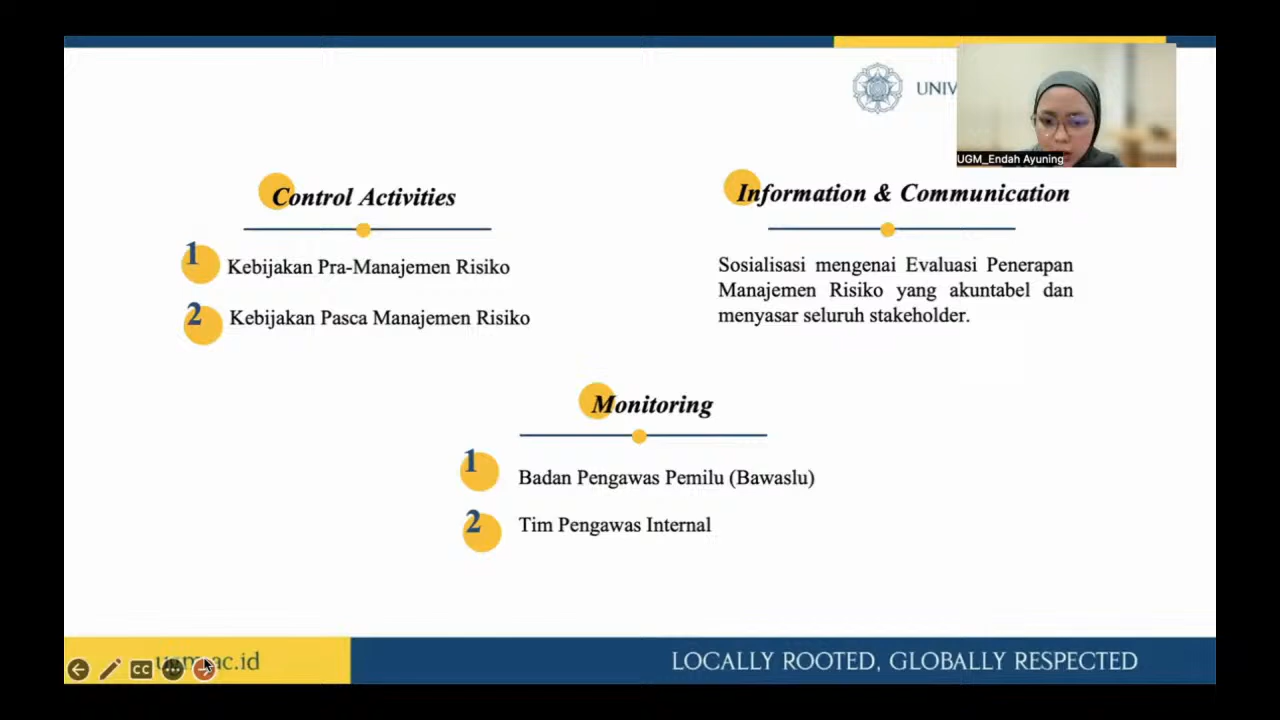 UNIV
UGM_Endah Ayuning
Control Activities
1
Kebijakan Pra-Manajemen Risiko
2
Kebijakan Pasca Manajemen Risiko
Information & Communication
Sosialisasi mengenai Evaluasi Penerapan
Manajemen Risiko yang akuntabel dan
menyasar seluruh stakeholder.
Monitoring
1
Badan Pengawas Pemilu (Bawaslu)
2
Tim Pengawas Internal
CC
ugm.ac.id
LOCALLY ROOTED, GLOBALLY RESPECTED